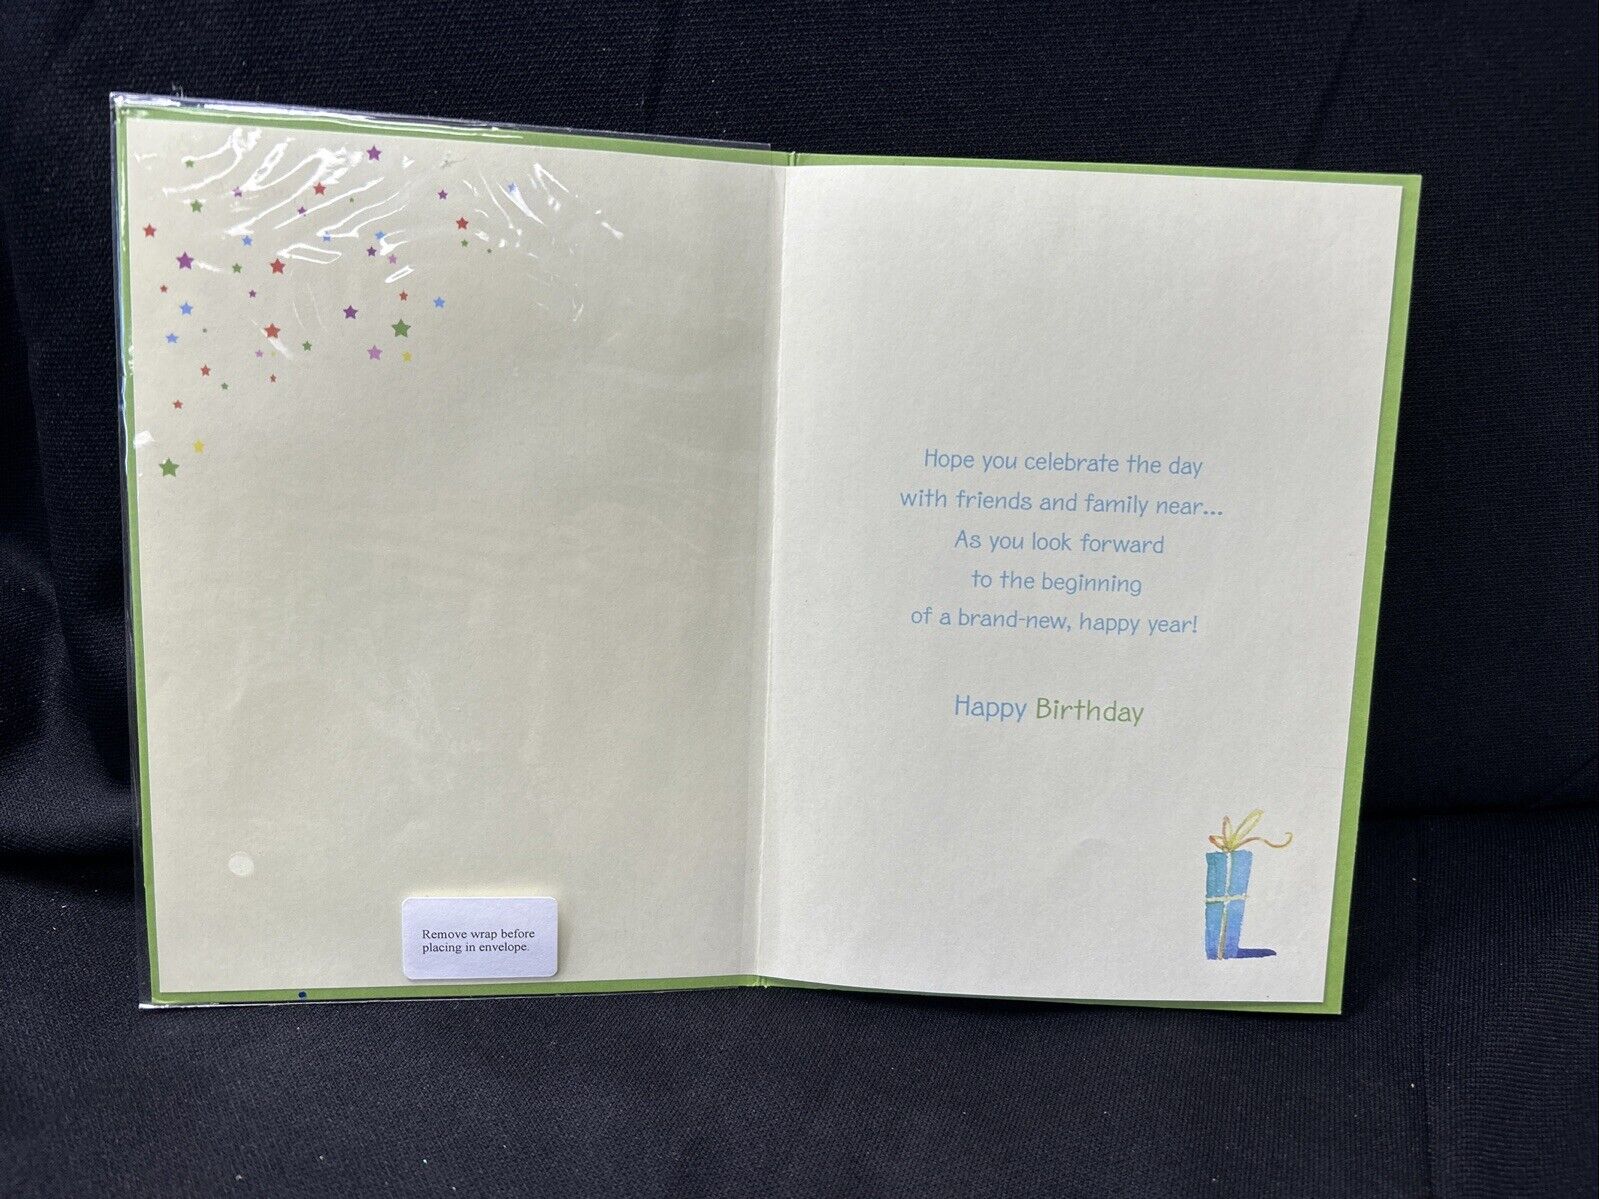 Remove wrap before
placing in envelope.
Hope you celebrate the day
with friends and family near...
As you look forward
to the beginning
of a brand-new, happy year!
Happy Birthday